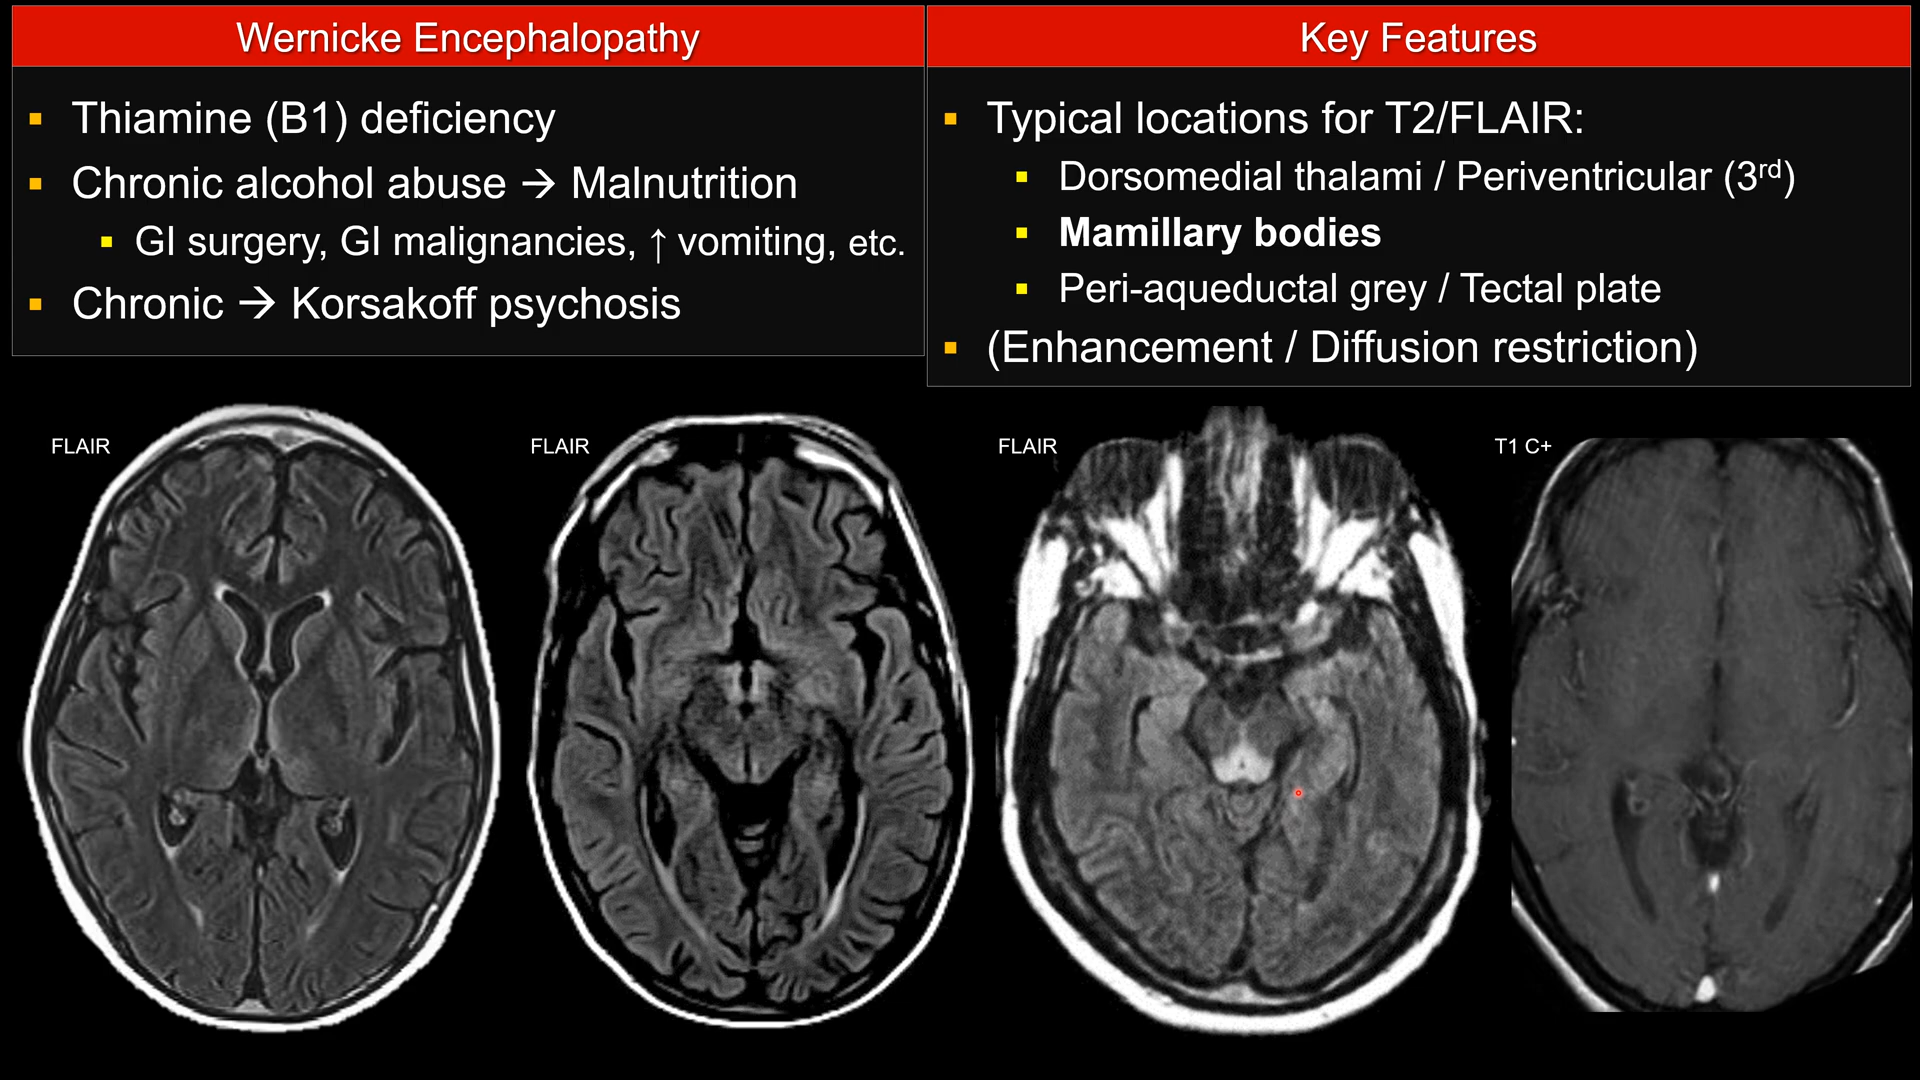 Wernicke Encephalopathy
Thiamine (B1) deficiency
Chronic alcohol abuse → Malnutrition
GI surgery, GI malignancies, ↑ vomiting, etc.
Chronic → Korsakoff psychosis
Key Features
Typical locations for T2/FLAIR:
Dorsomedial thalami / Periventricular (3rd)
Mamillary bodies
Peri-aqueductal grey / Tectal plate
(Enhancement / Diffusion restriction)
FLAIR
FLAIR
FLAIR
T1 C+